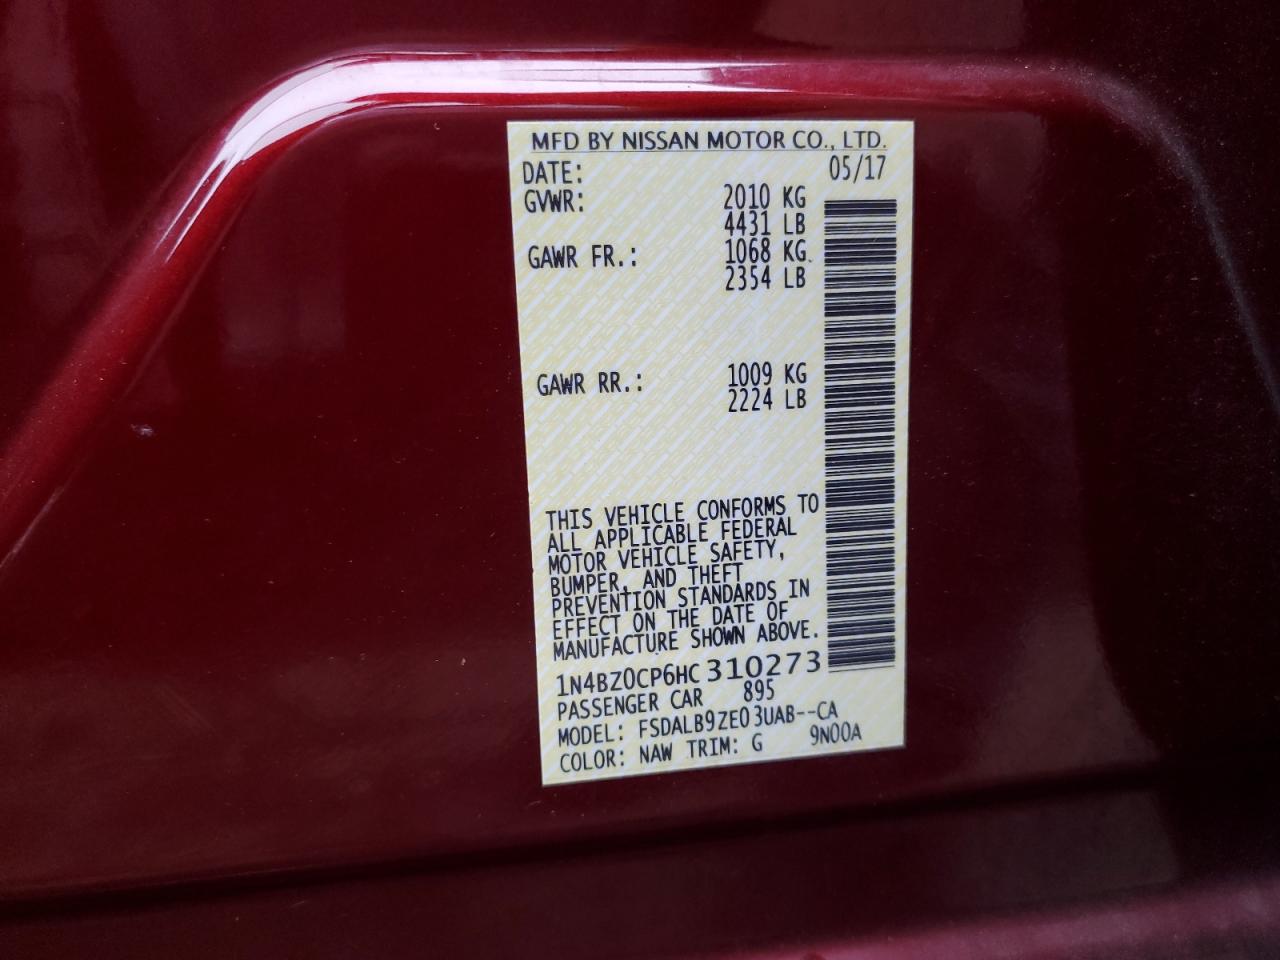 MFD BY NISSAN MOTOR CO., LTD.
DATE: 05/17
GVWR: 2010 KG
4431 LB
GAWR FR.: 1068 KG
2354 LB
GAWR RR.: 1009 KG
2224 LB
THIS VEHICLE CONFORMS TO
ALL APPLICABLE FEDERAL
MOTOR VEHICLE SAFETY,
BUMPER, AND THEFT
PREVENTION STANDARDS IN
EFFECT ON THE DATE OF
MANUFACTURE SHOWN ABOVE.
1N4BZ0CP6HC310273
PASSENGER CAR 895
MODEL: FSDALB9ZE03UAB--CA
COLOR: NAW TRIM: G 9N00A